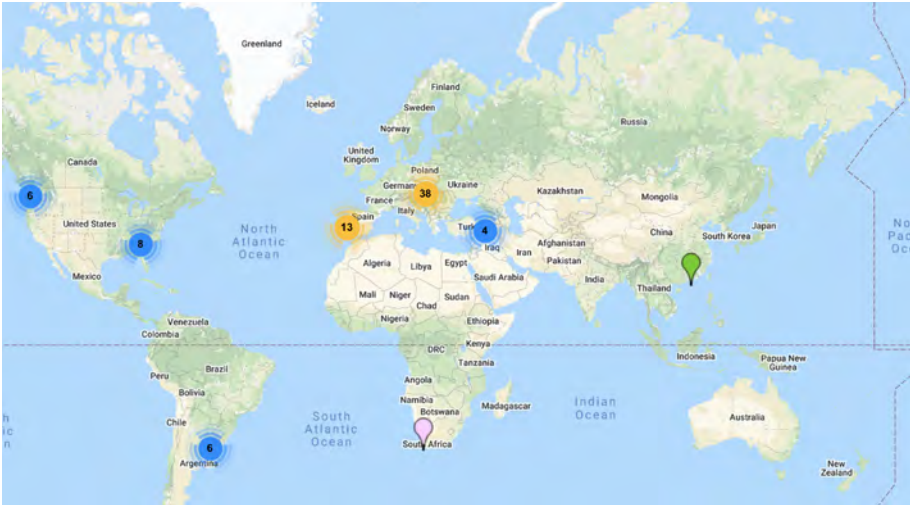 Greenland
Iceland
Finland
Sweden
Norway
Russia
United
Kingdom
Canada
Poland
Germany
Ukraine
Kazakhstan
Mongolia
6
38
France
Italy
Spain
13
United States
8
North
Atlantic
Ocean
4
Iraq
Iran
Afghanistan
Pakistan
China
South Korea
Japan
Mexico
Algeria
Libya
Egypt
Saudi Arabia
India
Thailand
Mali
Niger
Chad
Sudan
Nigeria
Ethiopia
Venezuela
Colombia
DRC
Kenya
Tanzania
Indonesia
Papua New
Guinea
Peru
Brazil
Bolivia
Angola
Namibia
Botswana
Madagascar
Indian
Ocean
Chile
South
Atlantic
Ocean
Australia
6
Argentina
South Africa
New
Zealand